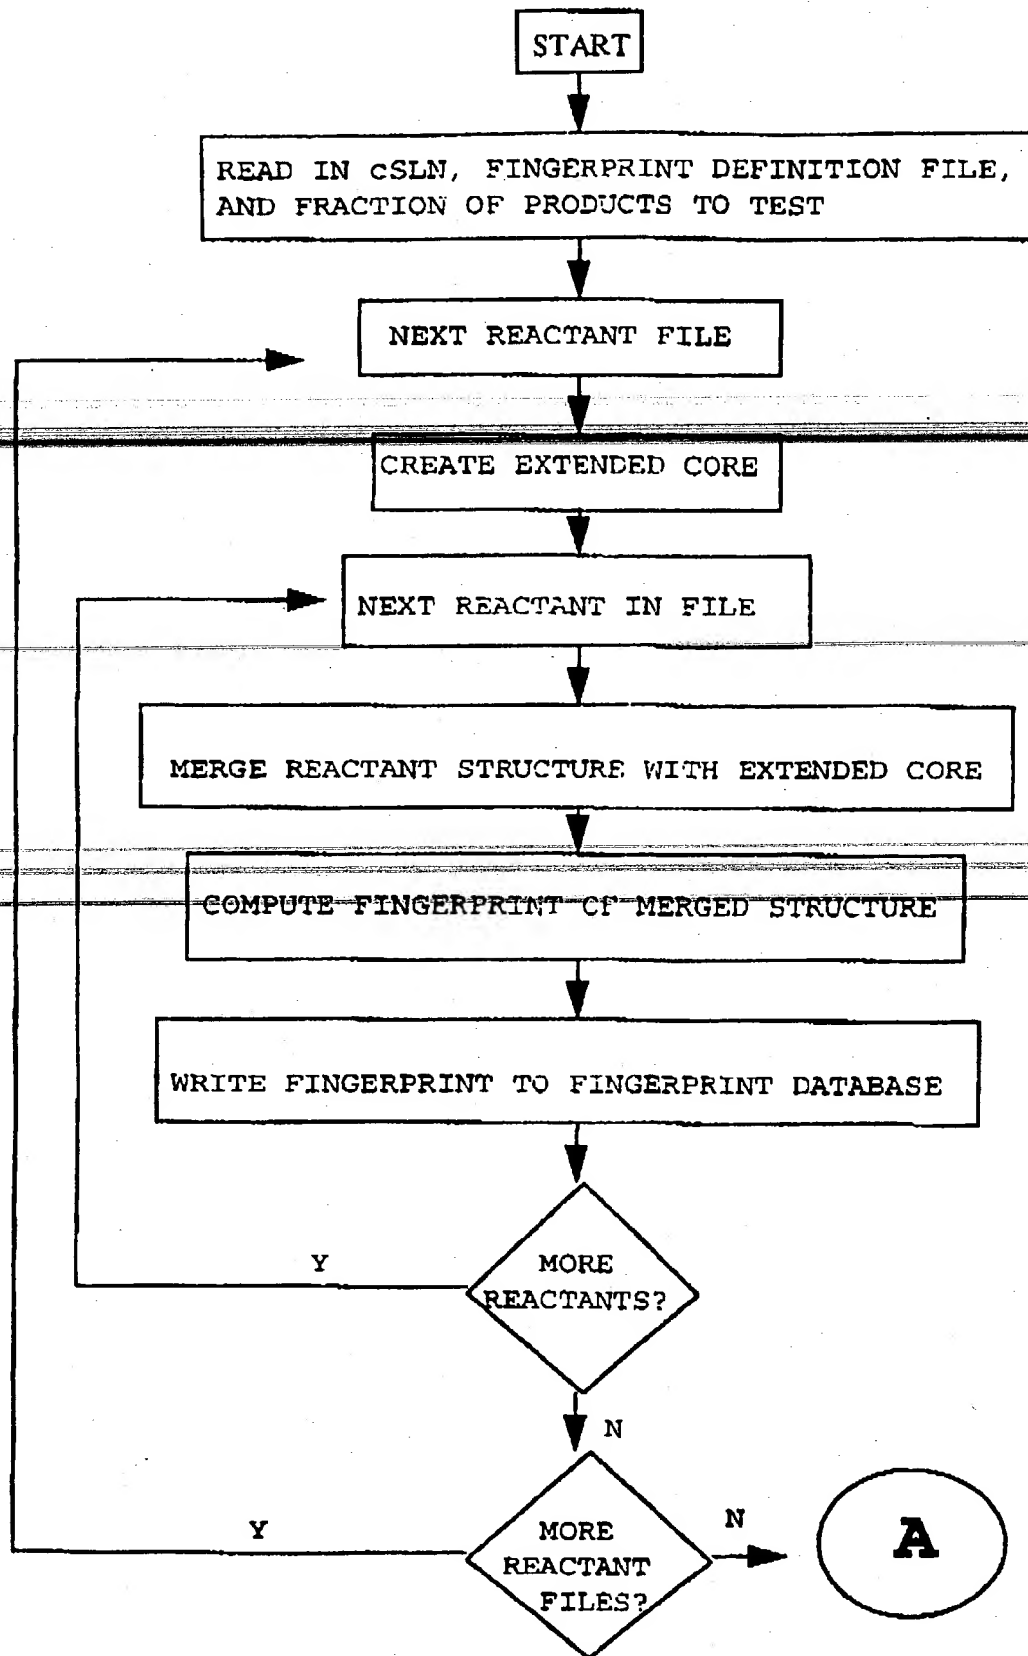 START
READ IN cSLN, FINGERPRINT DEFINITION FILE,
AND FRACTION OF PRODUCTS TO TEST
NEXT REACTANT FILE
CREATE EXTENDED CORE
NEXT REACTANT IN FILE
MERGE REACTANT STRUCTURE WITH EXTENDED CORE
COMPUTE FINGERPRINT OF MERGED STRUCTURE
WRITE FINGERPRINT TO FINGERPRINT DATABASE
Y
MORE
REACTANTS?
N
Y
MORE
REACTANT
FILES?
N
A